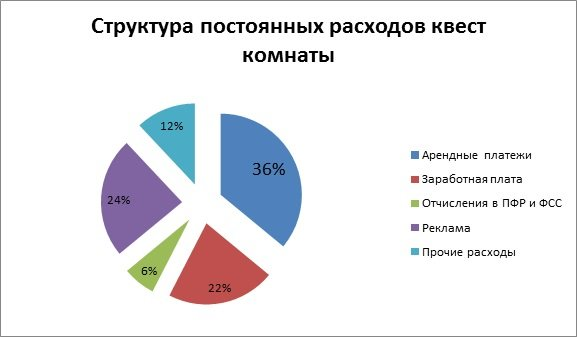 Структура постоянных расходов квест
комнаты
12%
36%
24%
6%
22%
Арендные платежи
Заработная плата
Отчисления в ПФР и ФСС
Реклама
Прочие расходы